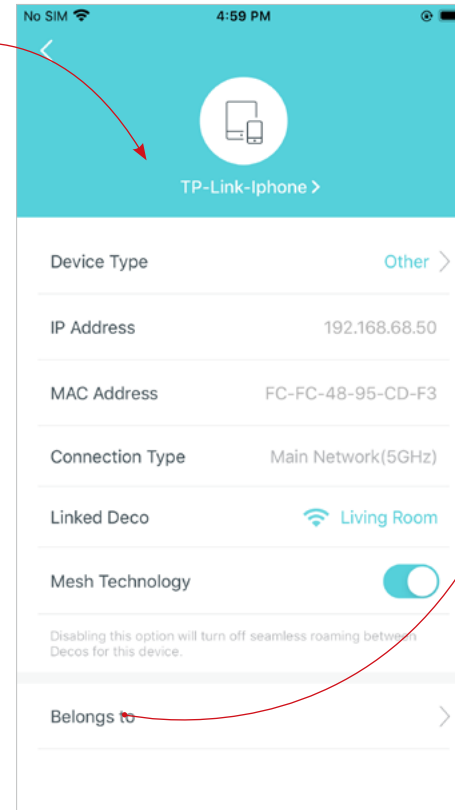 No SIM 4:59 PM
TP-Link-Iphone >
Device Type Other >
IP Address 192.168.68.50
MAC Address FC-FC-48-95-CD-F3
Connection Type Main Network(5GHz)
Linked Deco Living Room
Mesh Technology
Disabling this option will turn off seamless roaming between
Decos for this device.
Belongs to >